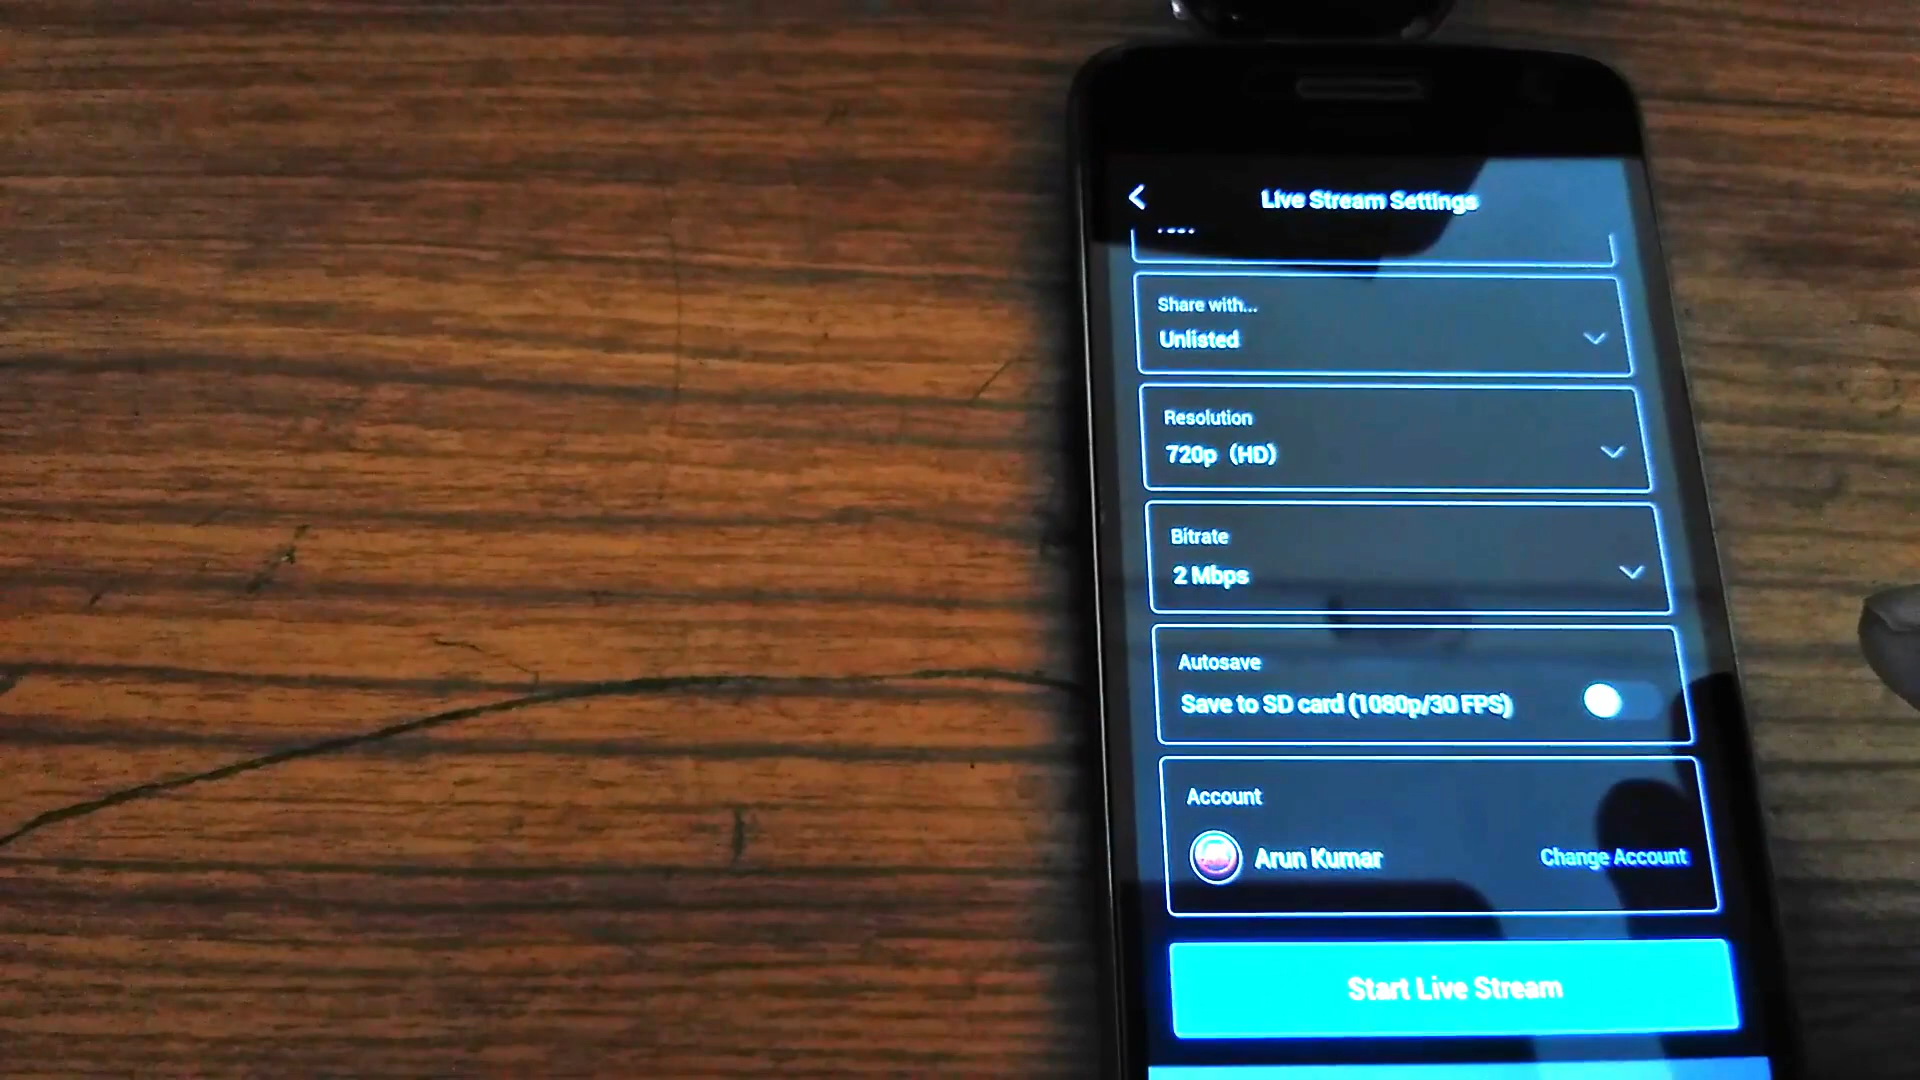 Live Stream Settings
Share with...
Unlisted
Resolution
720p (HD)
Bitrate
2 Mbps
Autosave
Save to SD card (1080p/30 FPS)
Account
Arun Kumar
Change Account
Start Live Stream